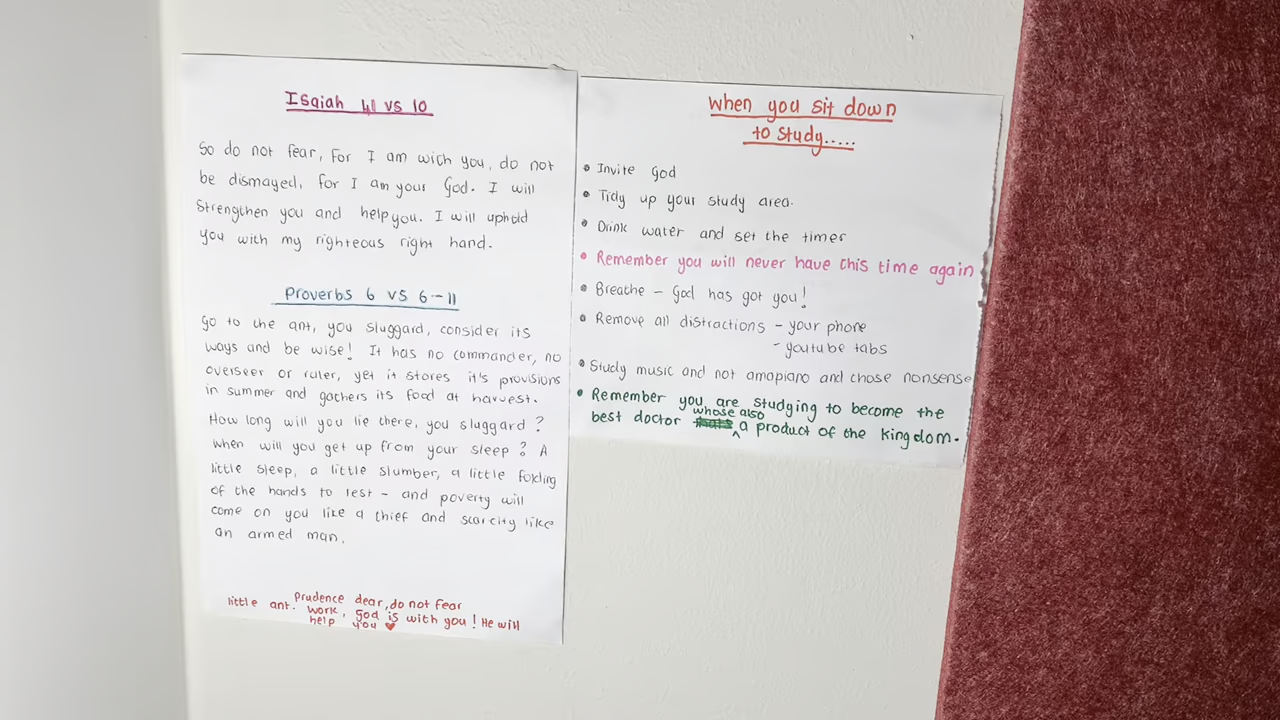 Isaiah 41 vs 10
So do not fear, for I am with you, do not
be dismayed, for I am your God. I will
strengthen you and help you. I will uphold
you with my righteous right hand.
Proverbs 6 vs 6-11
Go to the ant, you sluggard, consider its
ways and be wise! It has no commander, no
overseer or ruler, yet it stores it's provisions
in summer and gathers its food at harvest.
How long will you lie there, you sluggard?
When will you get up from your sleep? A
little sleep, a little slumber, a little folding
of the hands to rest - and poverty will
come on you like a thief and scarcity like
an armed man.
Prudence dear, do not fear
little ant. work, God is with you! He will
help you ♥
When you sit down
to study.....
• Invite God
• Tidy up your study area.
• Drink water and set the timer
• Remember you will never have this time again
• Breathe - God has got you!
• Remove all distractions - your phone
- youtube tabs
• Study music and not amapiano and those nonsense
• Remember you are studying to become the
whose also
best doctor a product of the kingdom.